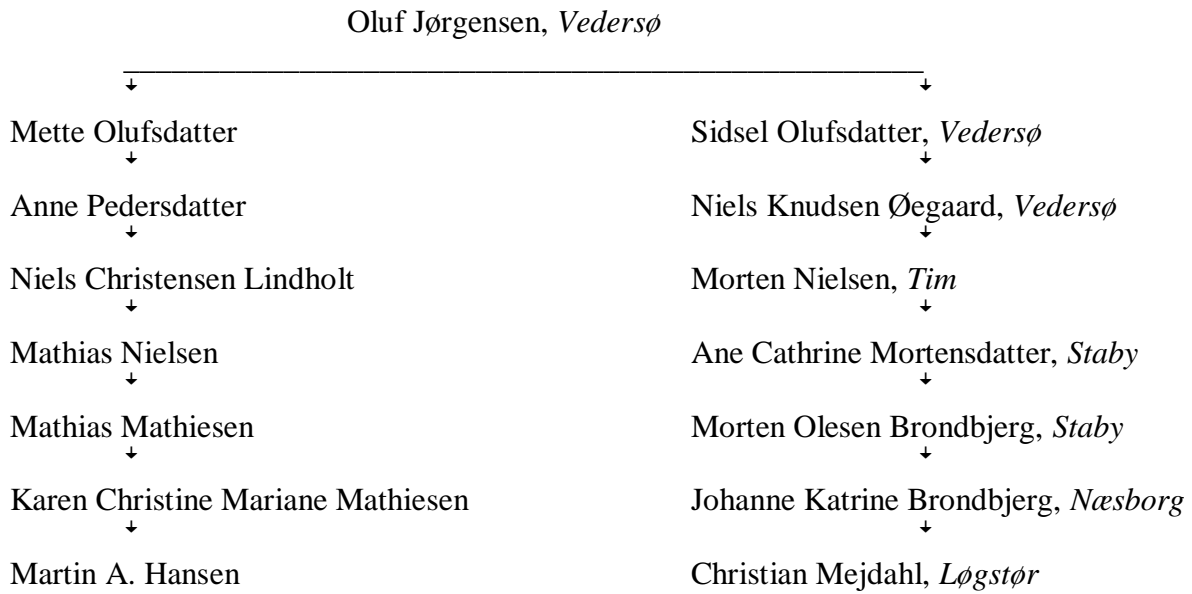 Oluf Jørgensen, Vedersø
Mette Olufsdatter Sidsel Olufsdatter, Vedersø
Anne Pedersdatter Niels Knudsen Øegaard, Vedersø
Niels Christensen Lindholt Morten Nielsen, Tim
Mathias Nielsen Ane Cathrine Mortensdatter, Staby
Mathias Mathiesen Morten Olesen Brondbjerg, Staby
Karen Christine Mariane Mathiesen Johanne Katrine Brondbjerg, Næsborg
Martin A. Hansen Christian Mejdahl, Løgstør